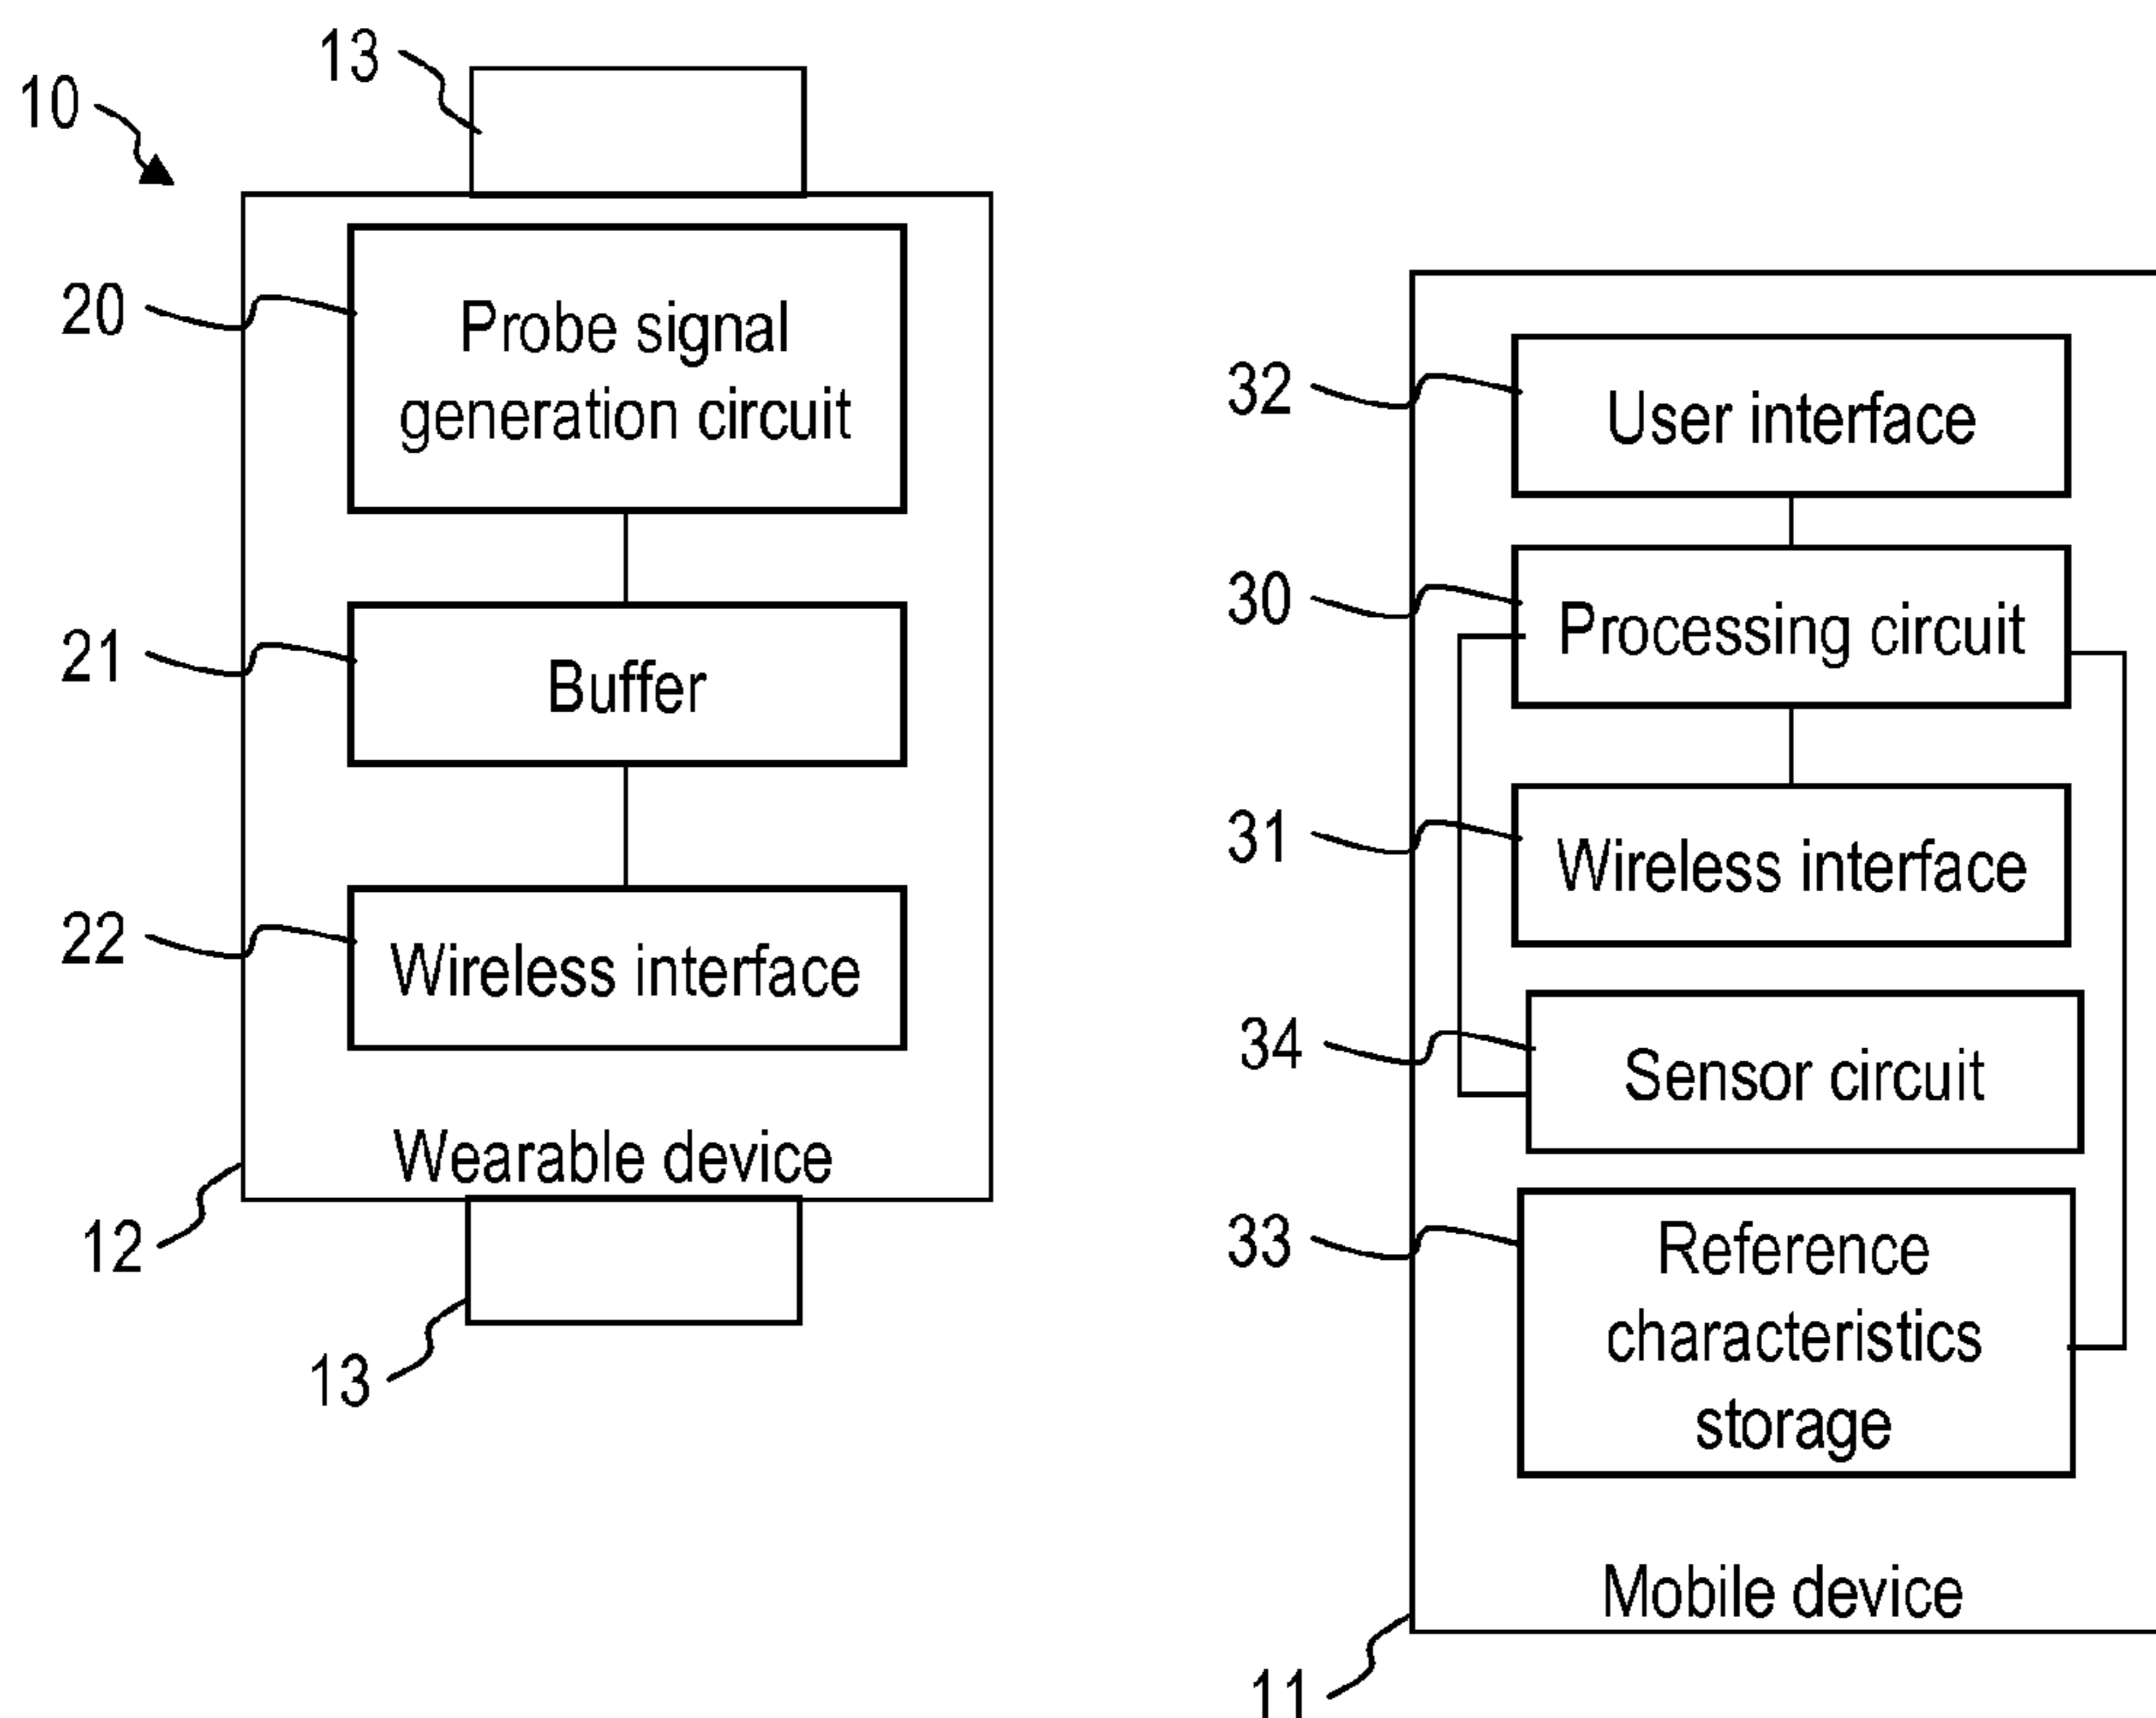 10
13
20
Probe signal
generation circuit
21
Buffer
22
Wireless interface
Wearable device
12
13
32
User interface
30
Processing circuit
31
Wireless interface
34
Sensor circuit
33
Reference
characteristics
storage
Mobile device
11